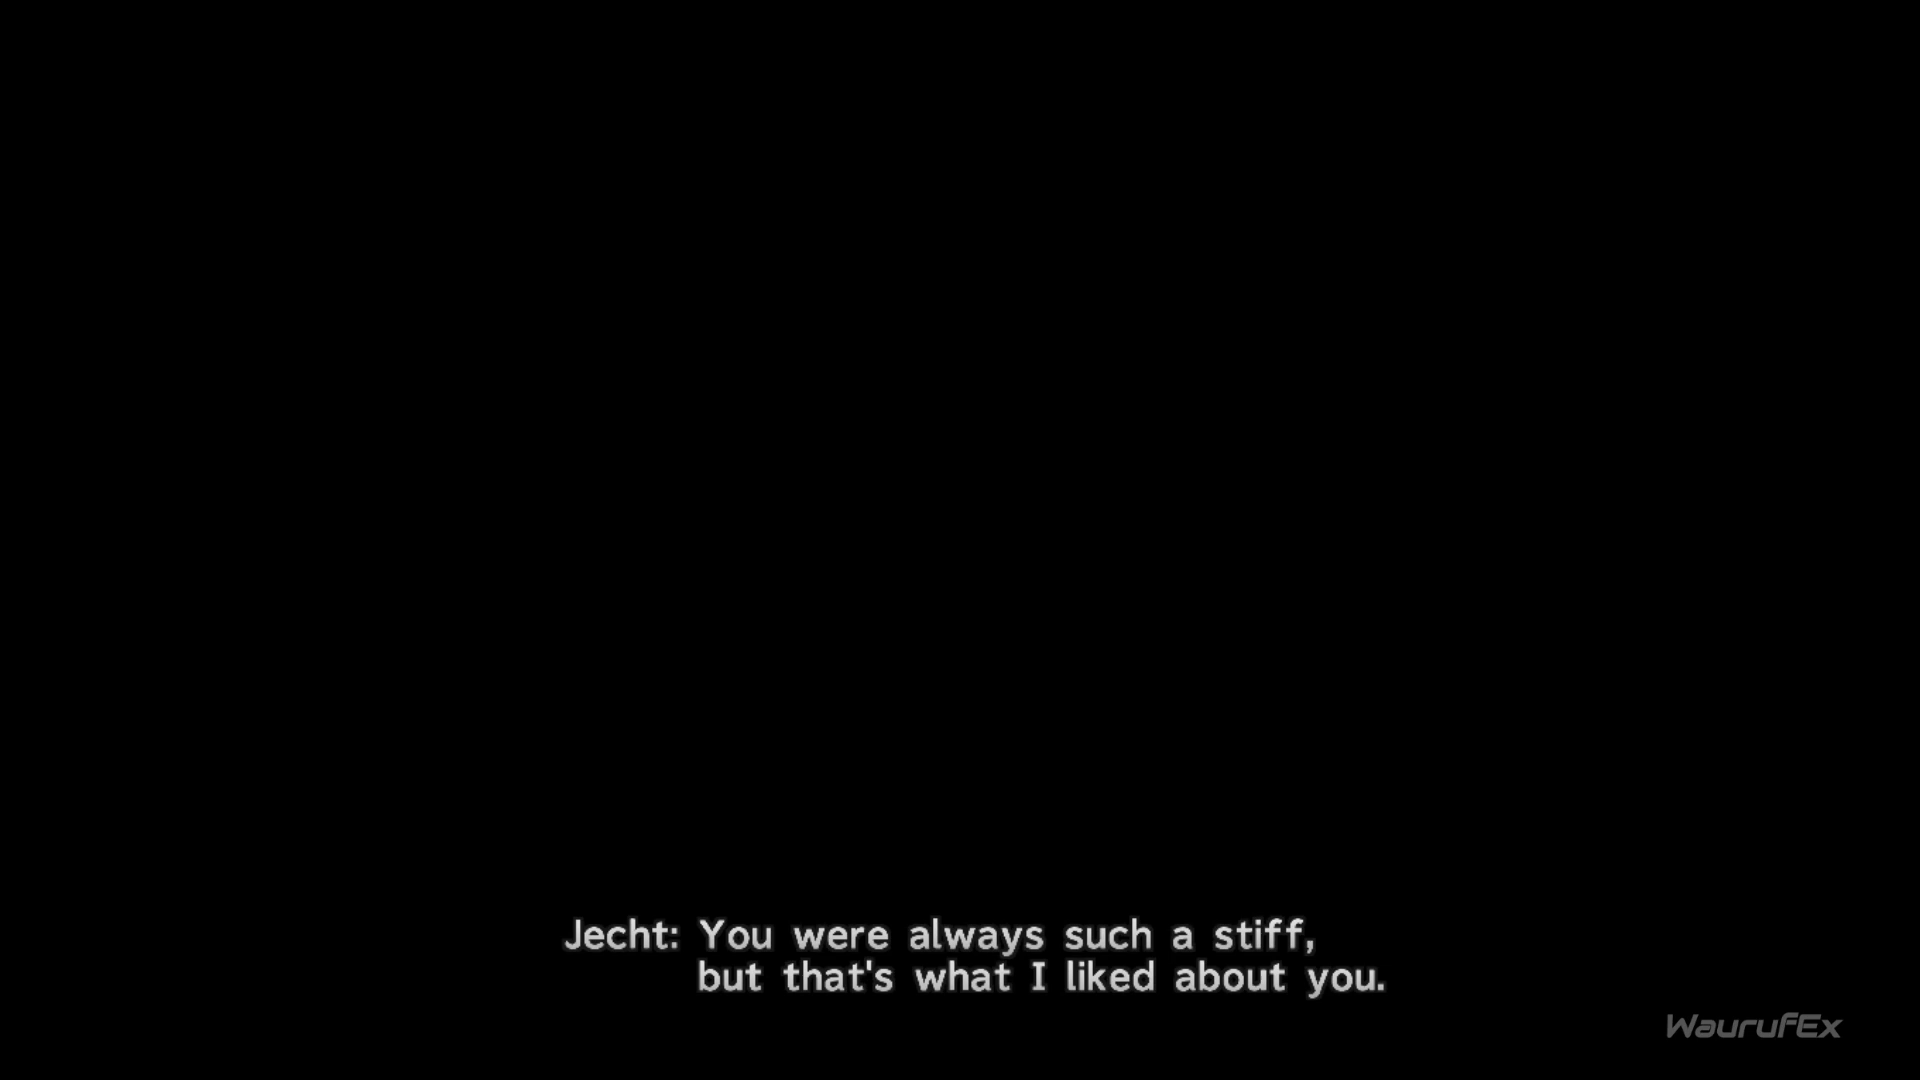 Jecht: You were always such a stiff,
but that's what I liked about you.
WaurufEx